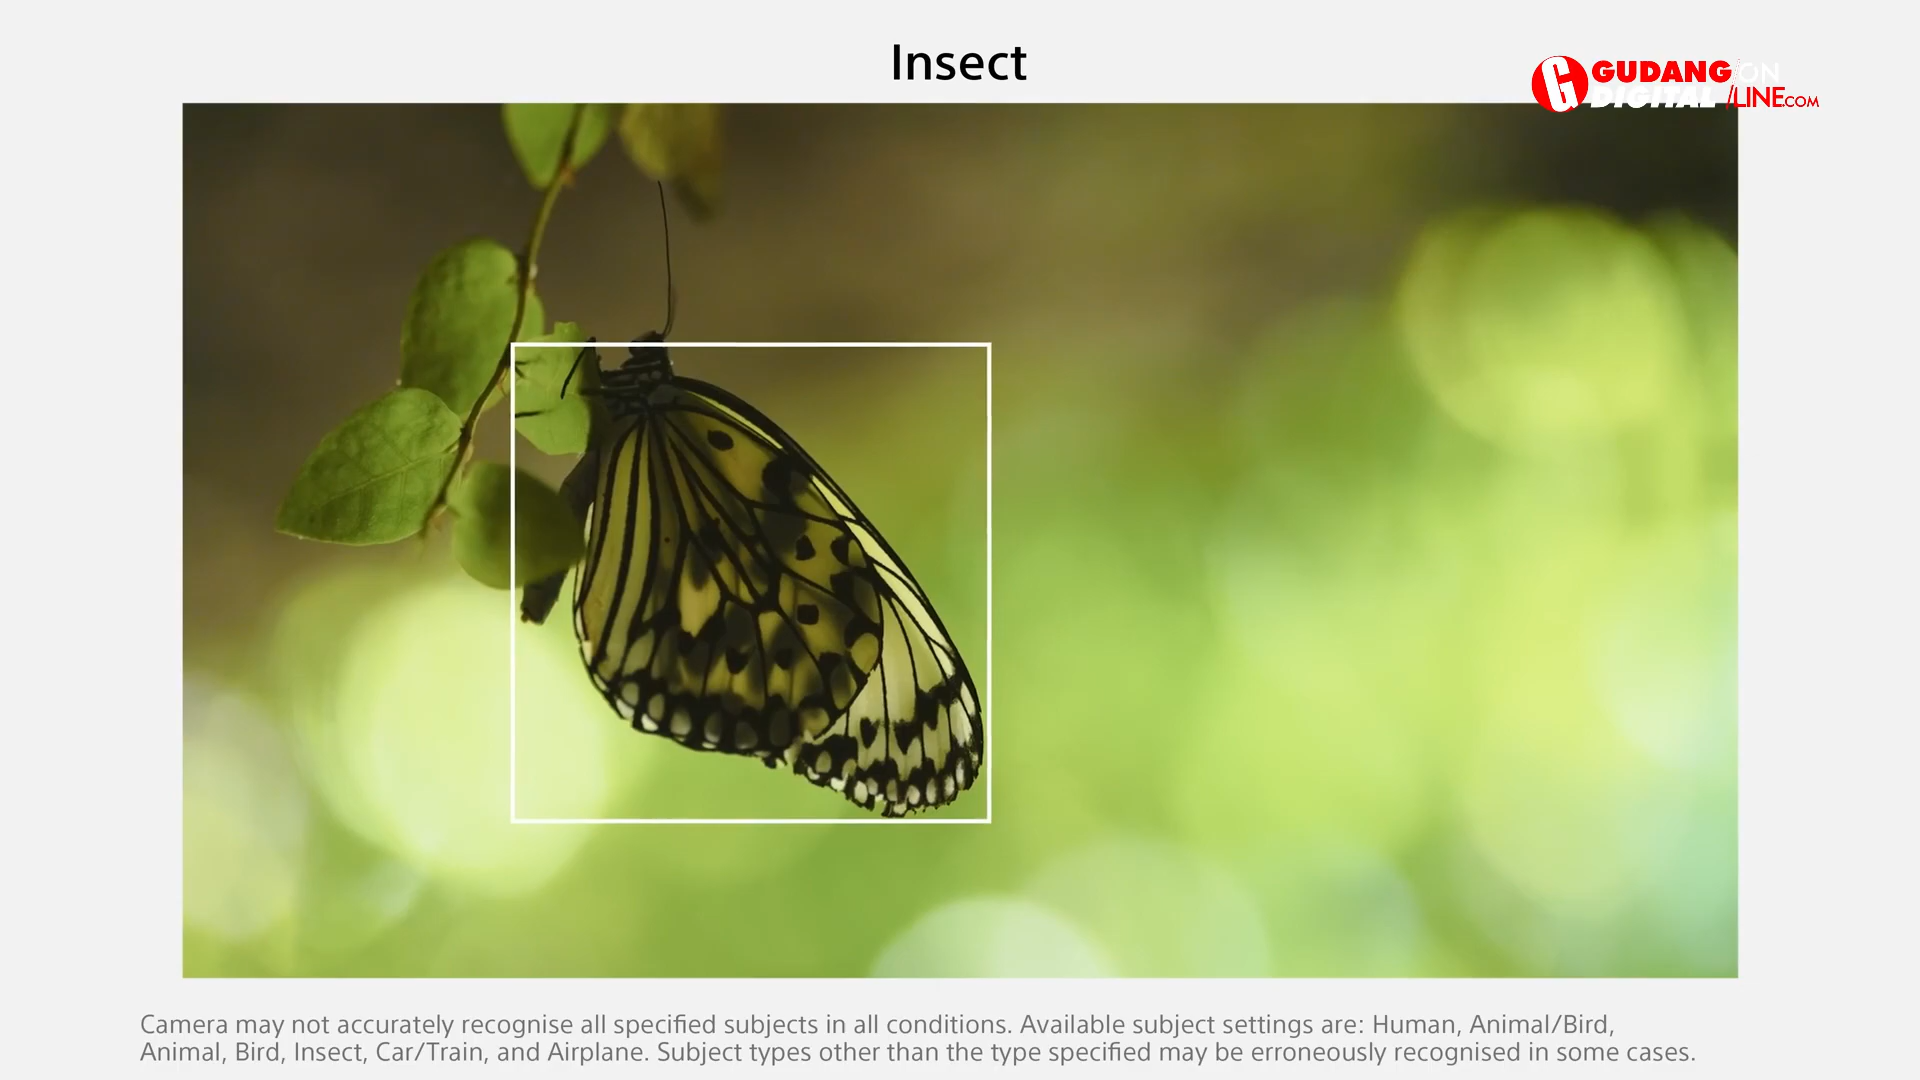 Insect
GUDANG ON
DIGITAL LINE.COM
Camera may not accurately recognise all specified subjects in all conditions. Available subject settings are: Human, Animal/Bird,
Animal, Bird, Insect, Car/Train, and Airplane. Subject types other than the type specified may be erroneously recognised in some cases.